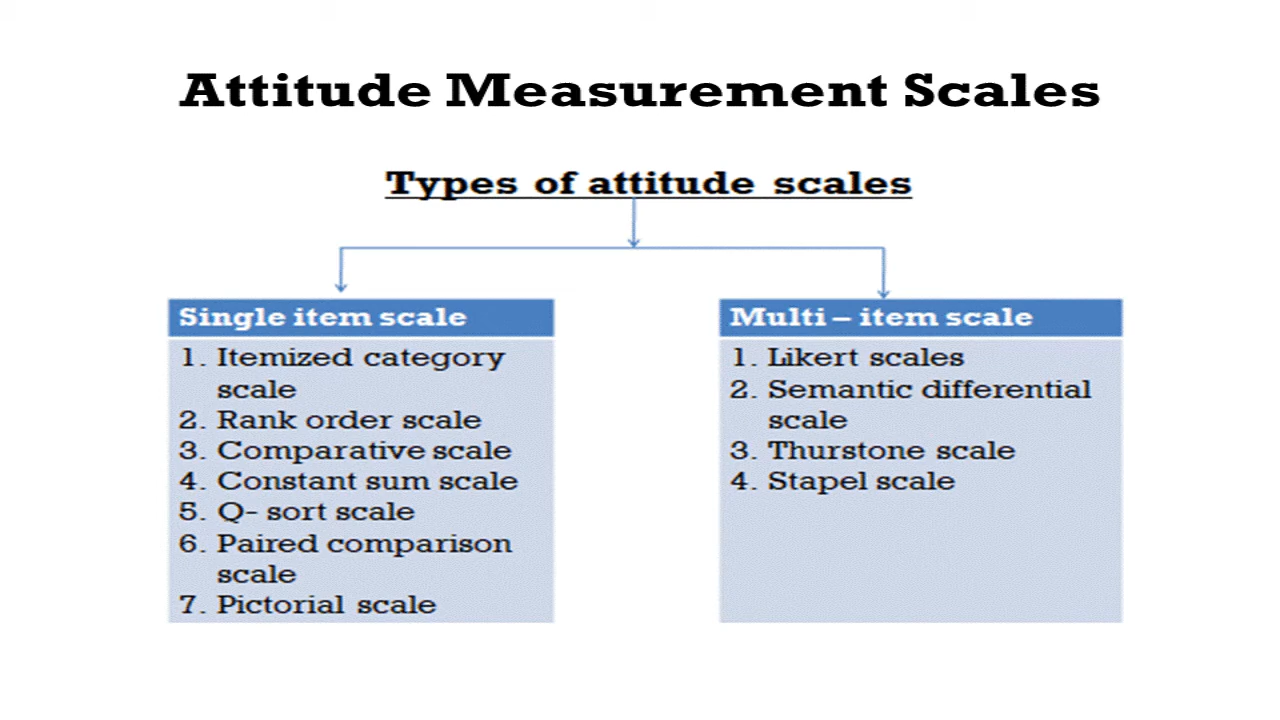 Attitude Measurement Scales
Types of attitude scales
Single item scale
1. Itemized category
scale
2. Rank order scale
3. Comparative scale
4. Constant sum scale
5. Q- sort scale
6. Paired comparison
scale
7. Pictorial scale
Multi – item scale
1. Likert scales
2. Semantic differential
scale
3. Thurstone scale
4. Stapel scale